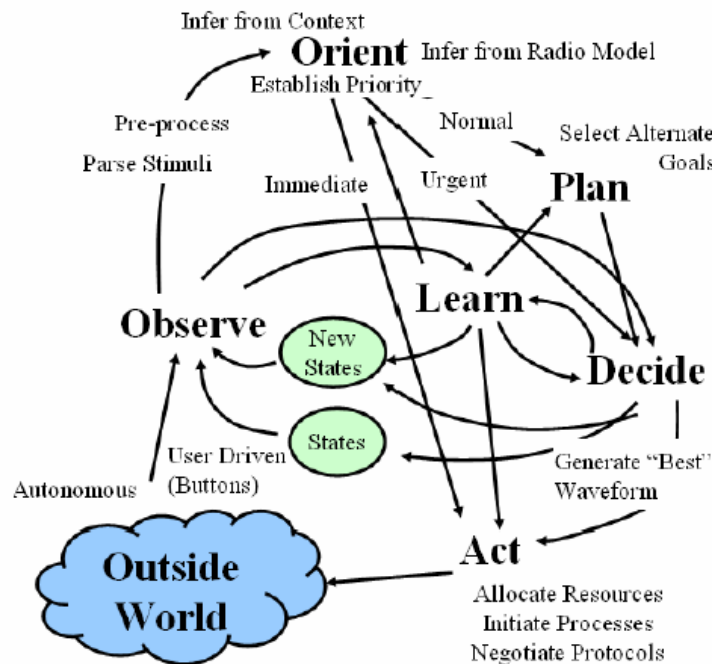 Infer from Context
Orient
Infer from Radio Model
Establish Priority
Pre-process
Normal
Select Alternate
Goals
Parse Stimuli
Immediate
Urgent
Plan
Learn
Observe
New
States
Decide
States
User Driven
(Buttons)
Generate “Best”
Waveform
Autonomous
Act
Outside
World
Allocate Resources
Initiate Processes
Negotiate Protocols